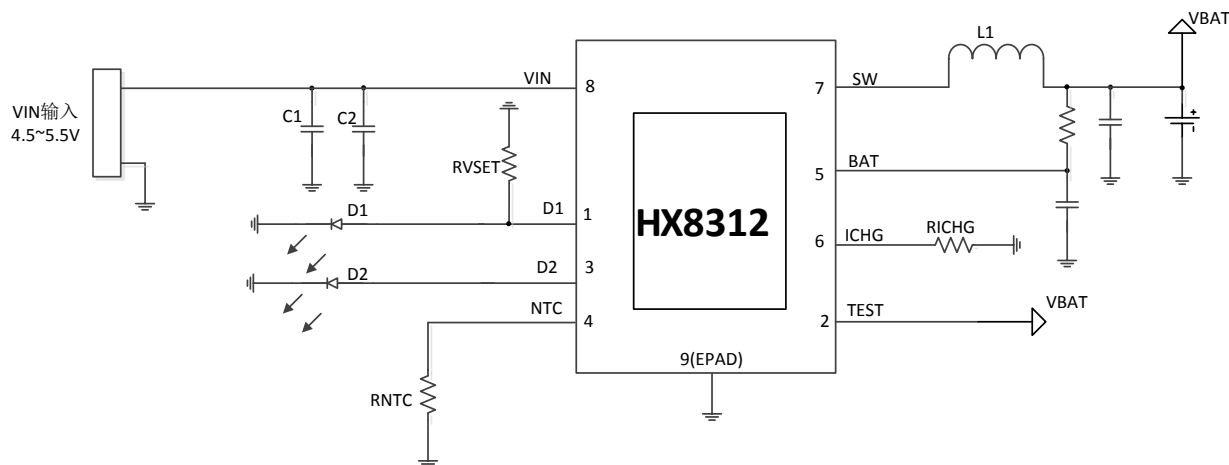 VBAT
L1
VIN
8
7
SW
VIN输入
4.5~5.5V
C1
C2
RVSET
5
BAT
D1
D1
1
HX8312
6
ICHG
RICHG
D2
D2
3
NTC
4
2
TEST
VBAT
9(EPAD)
RNTC
+
-